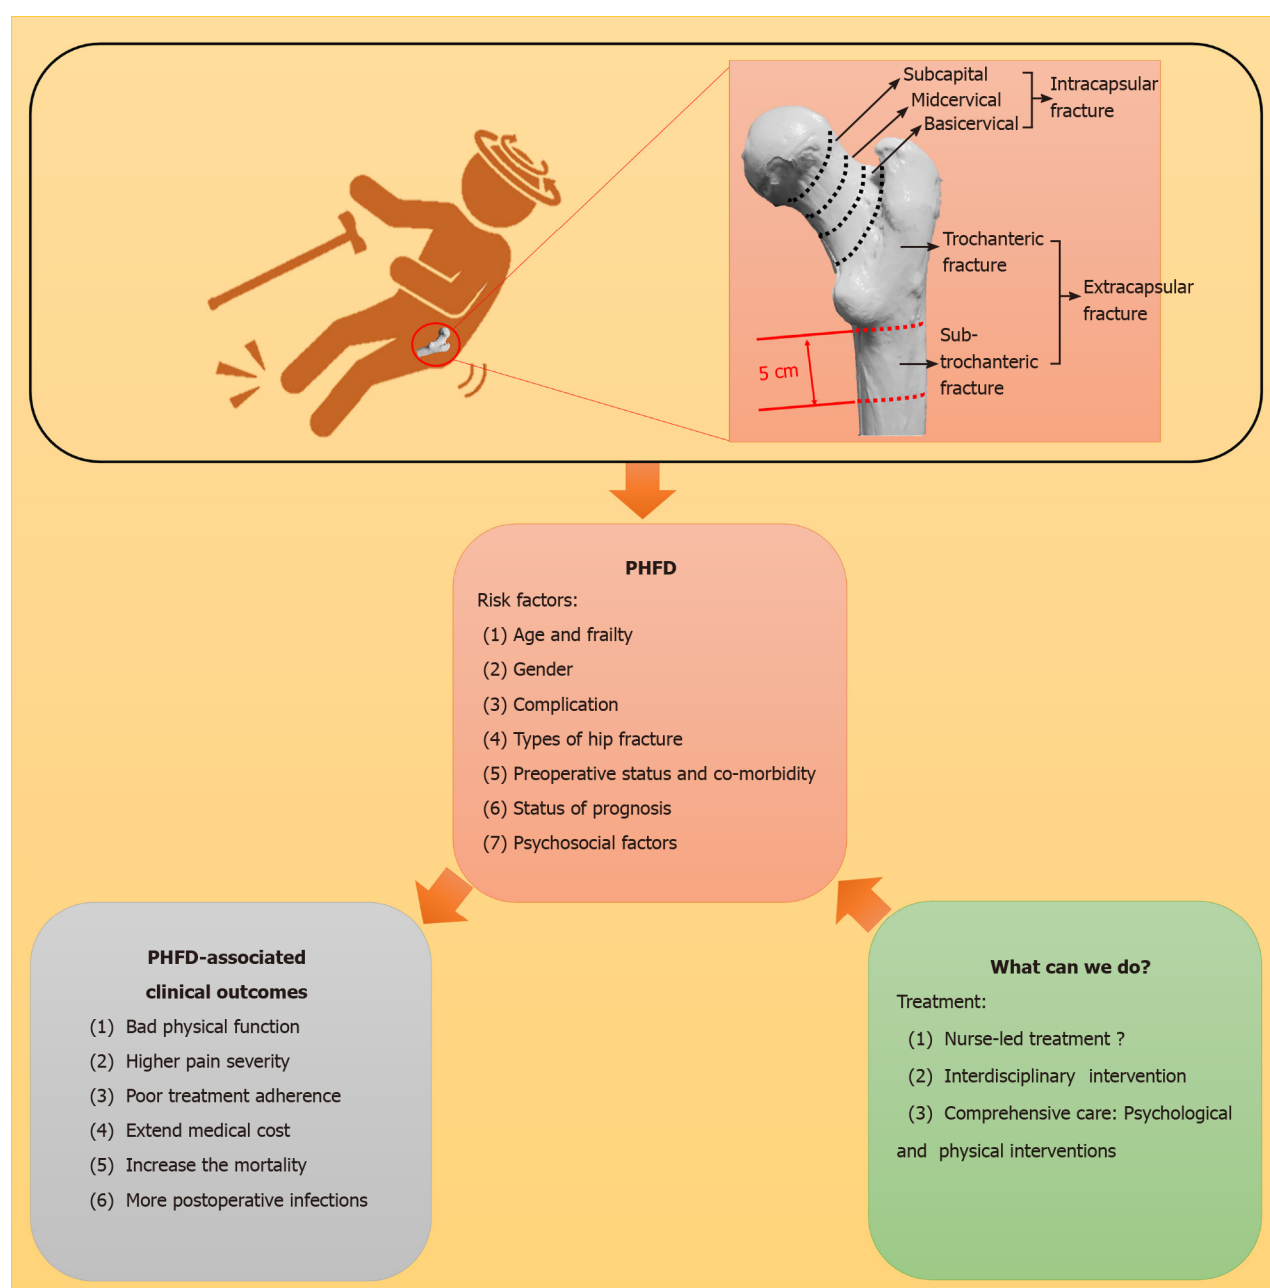 Subcapital
Midcervical
Basicervical
Intracapsular
fracture
Trochanteric
fracture
Extracapsular
fracture
Sub-
trochanteric
fracture
5 cm
PHFD
Risk factors:
(1) Age and frailty
(2) Gender
(3) Complication
(4) Types of hip fracture
(5) Preoperative status and co-morbidity
(6) Status of prognosis
(7) Psychosocial factors
PHFD-associated
clinical outcomes
(1) Bad physical function
(2) Higher pain severity
(3) Poor treatment adherence
(4) Extend medical cost
(5) Increase the mortality
(6) More postoperative infections
What can we do?
Treatment:
(1) Nurse-led treatment ?
(2) Interdisciplinary intervention
(3) Comprehensive care: Psychological
and physical interventions